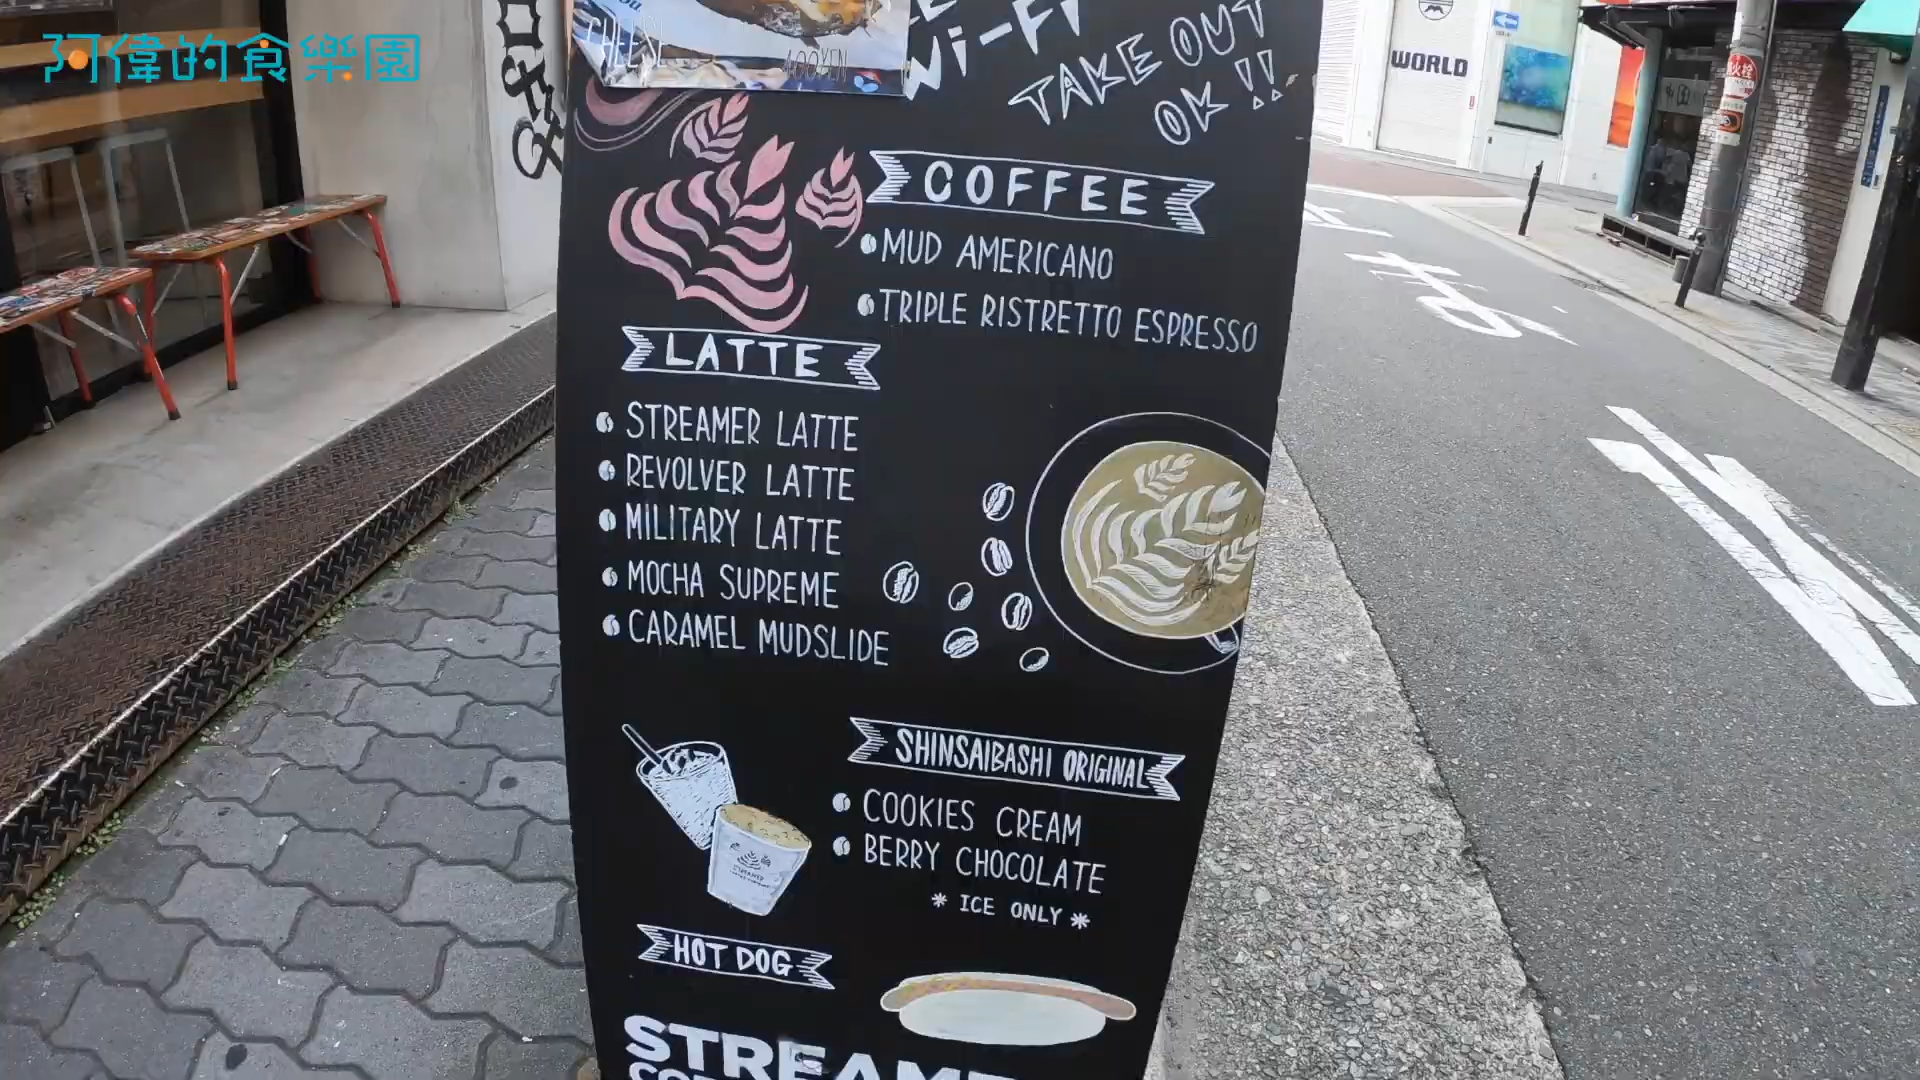 阿偉的食樂園
CHEESE
Wi-Fi
TAKE OUT
OK!!
COFFEE
MUD AMERICANO
TRIPLE RISTRETTO ESPRESSO
LATTE
STREAMER LATTE
REVOLVER LATTE
MILITARY LATTE
MOCHA SUPREME
CARAMEL MUDSLIDE
SHINSAIBASHI ORIGINAL
COOKIES CREAM
BERRY CHOCOLATE
* ICE ONLY *
HOT DOG
WORLD